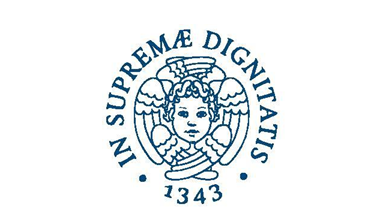 IN SUPREMÆ DIGNITATIS
• 1343 •